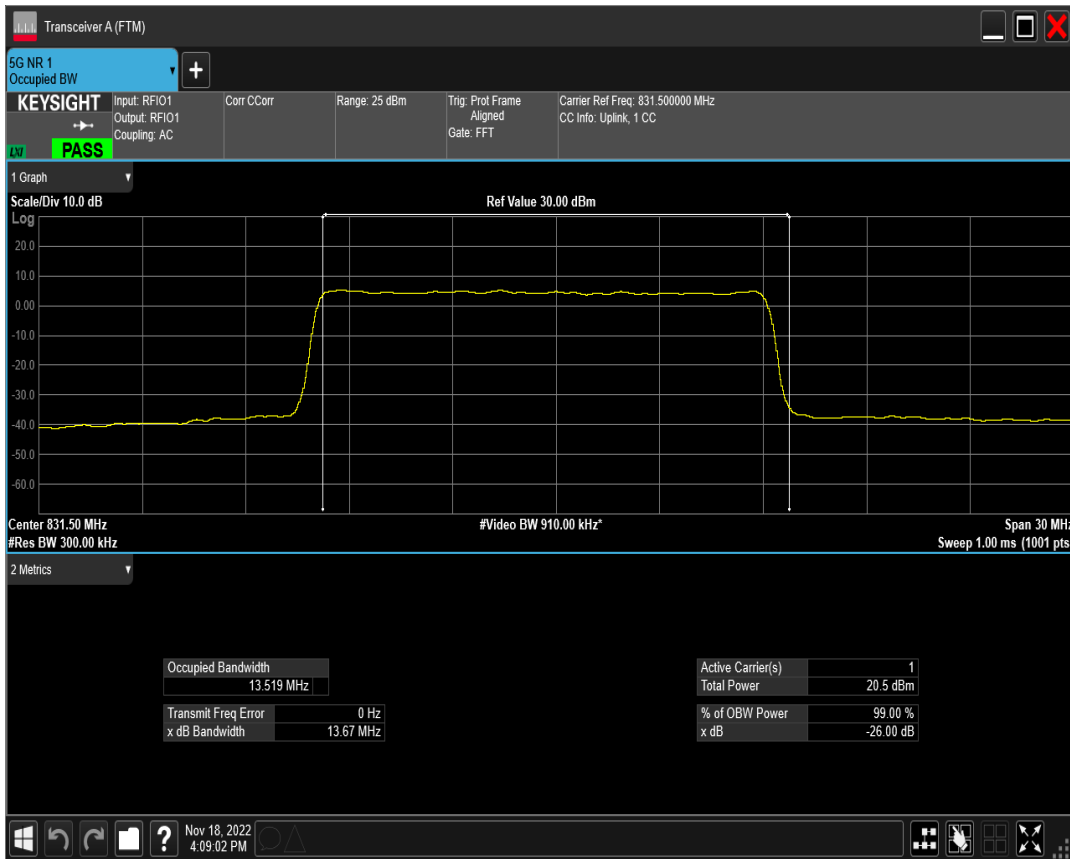 Transceiver A (FTM)
5G NR 1
Occupied BW
KEYSIGHT
LXI
PASS
Input: RFIO1
Output: RFIO1
Coupling: AC
Corr CCorr
Range: 25 dBm
Trig: Prot Frame
Aligned
Gate: FFT
Carrier Ref Freq: 831.500000 MHz
CC Info: Uplink, 1 CC
1 Graph
Scale/Div 10.0 dB
Ref Value 30.00 dBm
Log
20.0
10.0
0.00
-10.0
-20.0
-30.0
-40.0
-50.0
-60.0
Center 831.50 MHz
#Video BW 910.00 kHz*
Span 30 MHz
#Res BW 300.00 kHz
Sweep 1.00 ms (1001 pts
2 Metrics
Occupied Bandwidth
13.519 MHz
Transmit Freq Error 0 Hz
x dB Bandwidth 13.67 MHz
Active Carrier(s) 1
Total Power 20.5 dBm
% of OBW Power 99.00 %
x dB -26.00 dB
?
Nov 18, 2022
4:09:02 PM